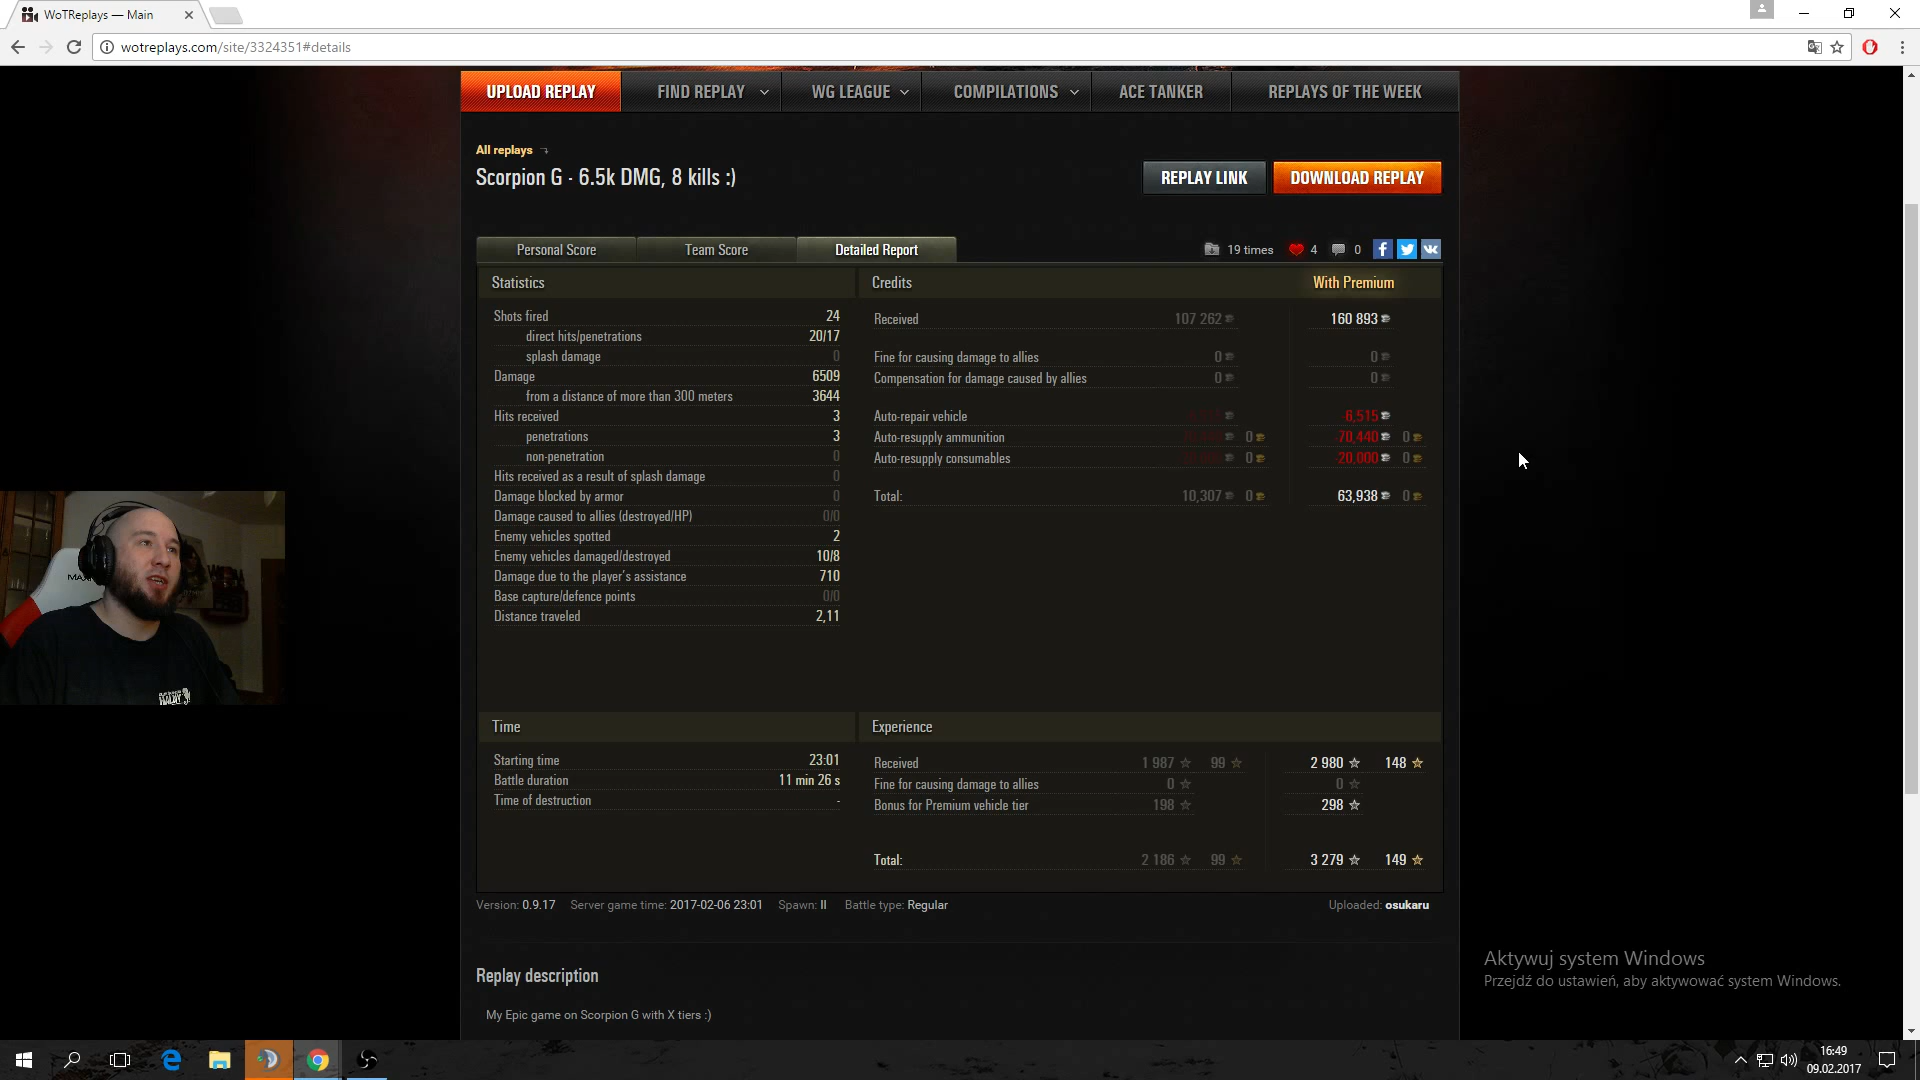 WoTReplays — Main
wotreplays.com/site/3324351#details
UPLOAD REPLAY
FIND REPLAY
WG LEAGUE
COMPILATIONS
ACE TANKER
REPLAYS OF THE WEEK
All replays
Scorpion G - 6.5k DMG, 8 kills :)
REPLAY LINK
DOWNLOAD REPLAY
Personal Score
Team Score
Detailed Report
19 times
4
0
Statistics
Shots fired 24
direct hits/penetrations 20/17
splash damage 0
Damage 6509
from a distance of more than 300 meters 3644
Hits received 3
penetrations 3
non-penetration 0
Hits received as a result of splash damage 0
Damage blocked by armor 0
Damage caused to allies (destroyed/HP) 0/0
Enemy vehicles spotted 2
Enemy vehicles damaged/destroyed 10/8
Damage due to the player's assistance 710
Base capture/defence points 0/0
Distance traveled 2,11
Credits With Premium
Received 107 262 160 893
Fine for causing damage to allies 0 0
Compensation for damage caused by allies 0 0
Auto-repair vehicle -6,515
Auto-resupply ammunition 0 -70,440 0
Auto-resupply consumables 0 -20,000 0
Total: 10,307 0 63,938 0
Time
Starting time 23:01
Battle duration 11 min 26 s
Time of destruction -
Experience
Received 1 987 99 2 980 148
Fine for causing damage to allies 0 0
Bonus for Premium vehicle tier 198 298
Total: 2 186 99 3 279 149
Version: 0.9.17 Server game time: 2017-02-06 23:01 Spawn: II Battle type: Regular
Uploaded: osukaru
Replay description
My Epic game on Scorpion G with X tiers :)
Aktywuj system Windows
Przejdź do ustawień, aby aktywować system Windows.
16:49
09.02.2017